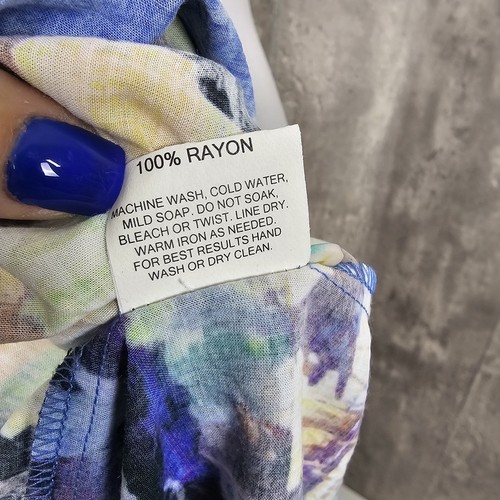 100% RAYON
MACHINE WASH, COLD WATER,
MILD SOAP. DO NOT SOAK,
BLEACH OR TWIST. LINE DRY.
WARM IRON AS NEEDED.
FOR BEST RESULTS HAND
WASH OR DRY CLEAN.